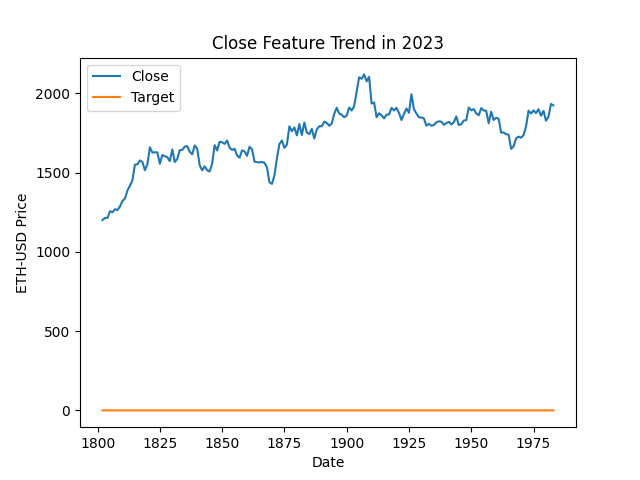 Close Feature Trend in 2023
Close
Target
ETH-USD Price
2000
1500
1000
500
0
1800 1825 1850 1875 1900 1925 1950 1975
Date